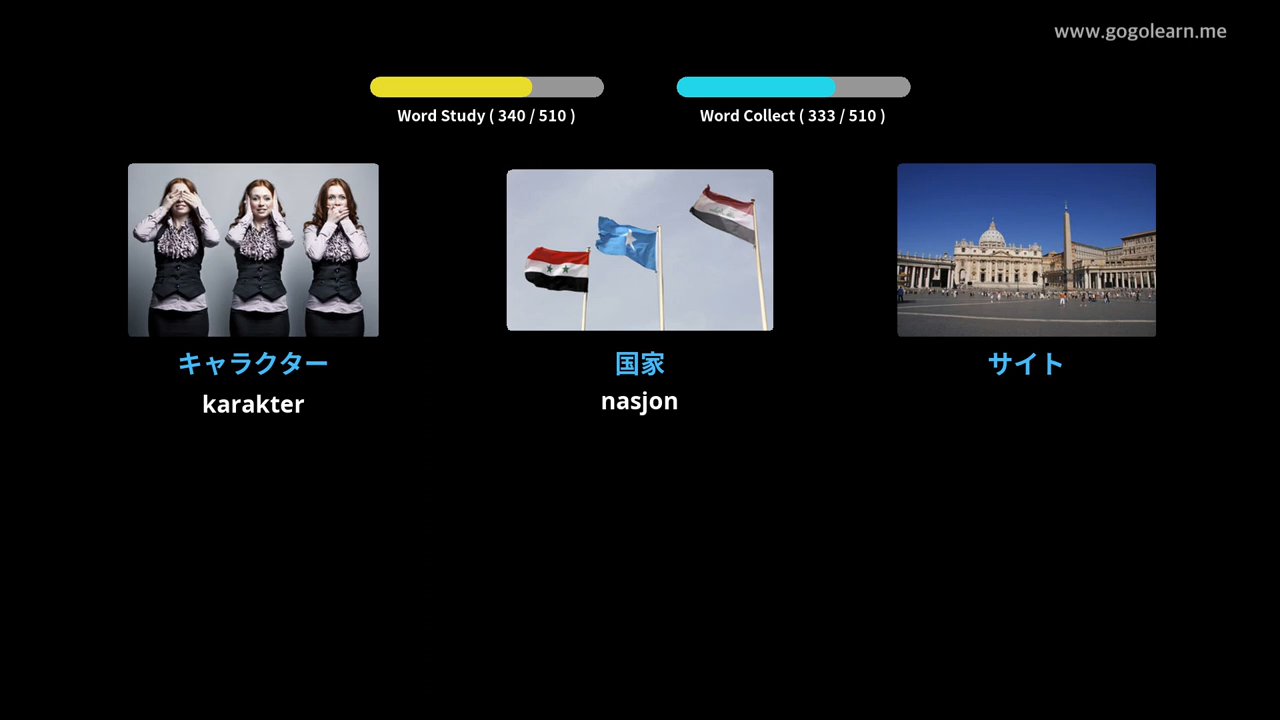 www.gogolearn.me
Word Study ( 340 / 510 )
Word Collect ( 333 / 510 )
キャラクター
karakter
国家
nasjon
サイト